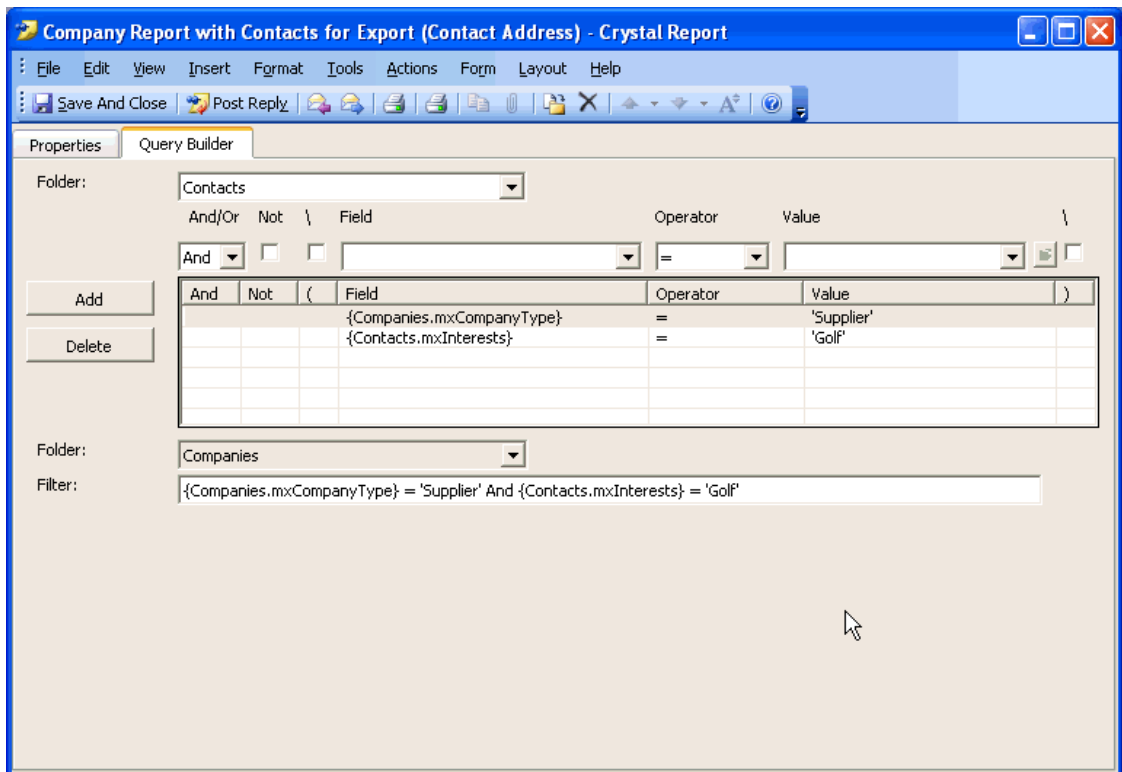 Company Report with Contacts for Export (Contact Address) - Crystal Report
File Edit View Insert Format Tools Actions Form Layout Help
Save And Close Post Reply
Properties Query Builder
Folder: Contacts
And/Or Not \ Field Operator Value \
And =
Add
Delete
And Not ( Field Operator Value )
{Companies.mxCompanyType} = 'Supplier'
{Contacts.mxInterests} = 'Golf'
Folder: Companies
Filter: {Companies.mxCompanyType} = 'Supplier' And {Contacts.mxInterests} = 'Golf'